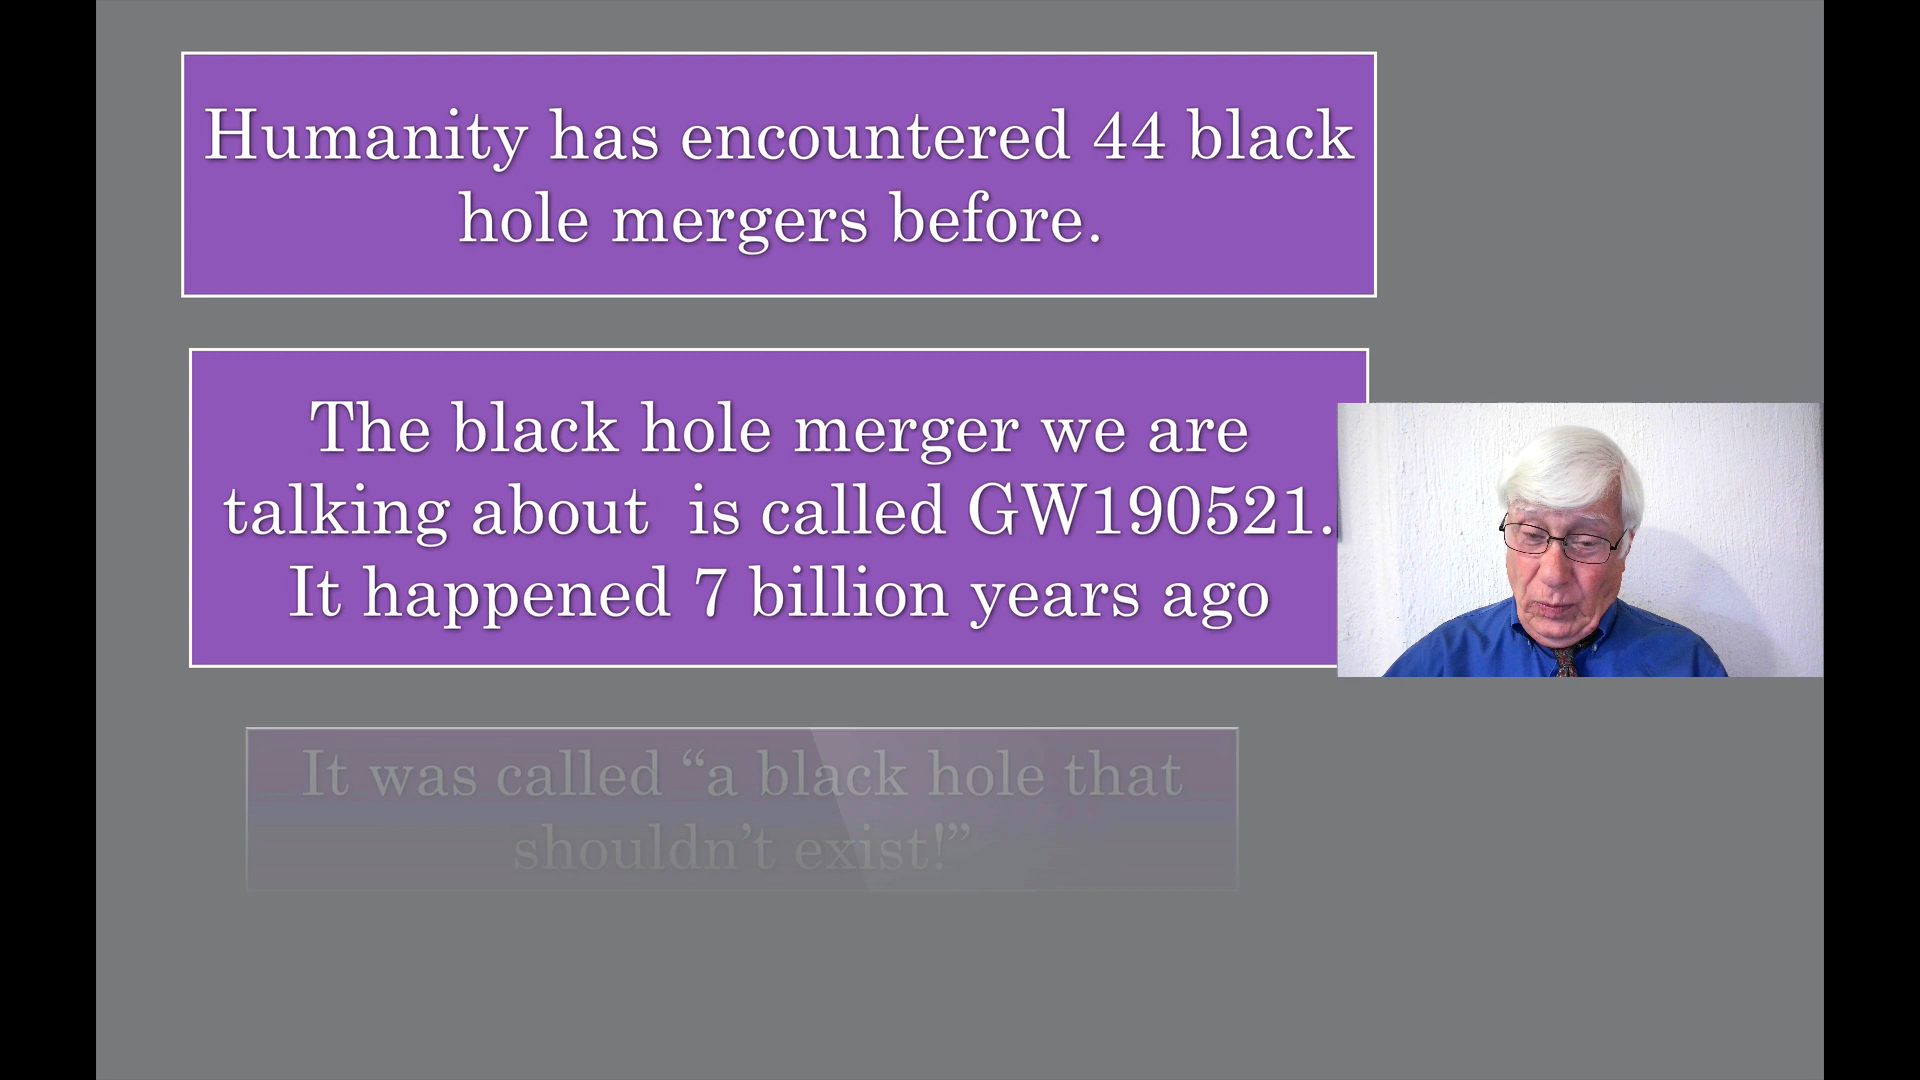 Humanity has encountered 44 black
hole mergers before.
The black hole merger we are
talking about  is called GW190521.
It happened 7 billion years ago
It was called “a black hole that
shouldn’t exist!”